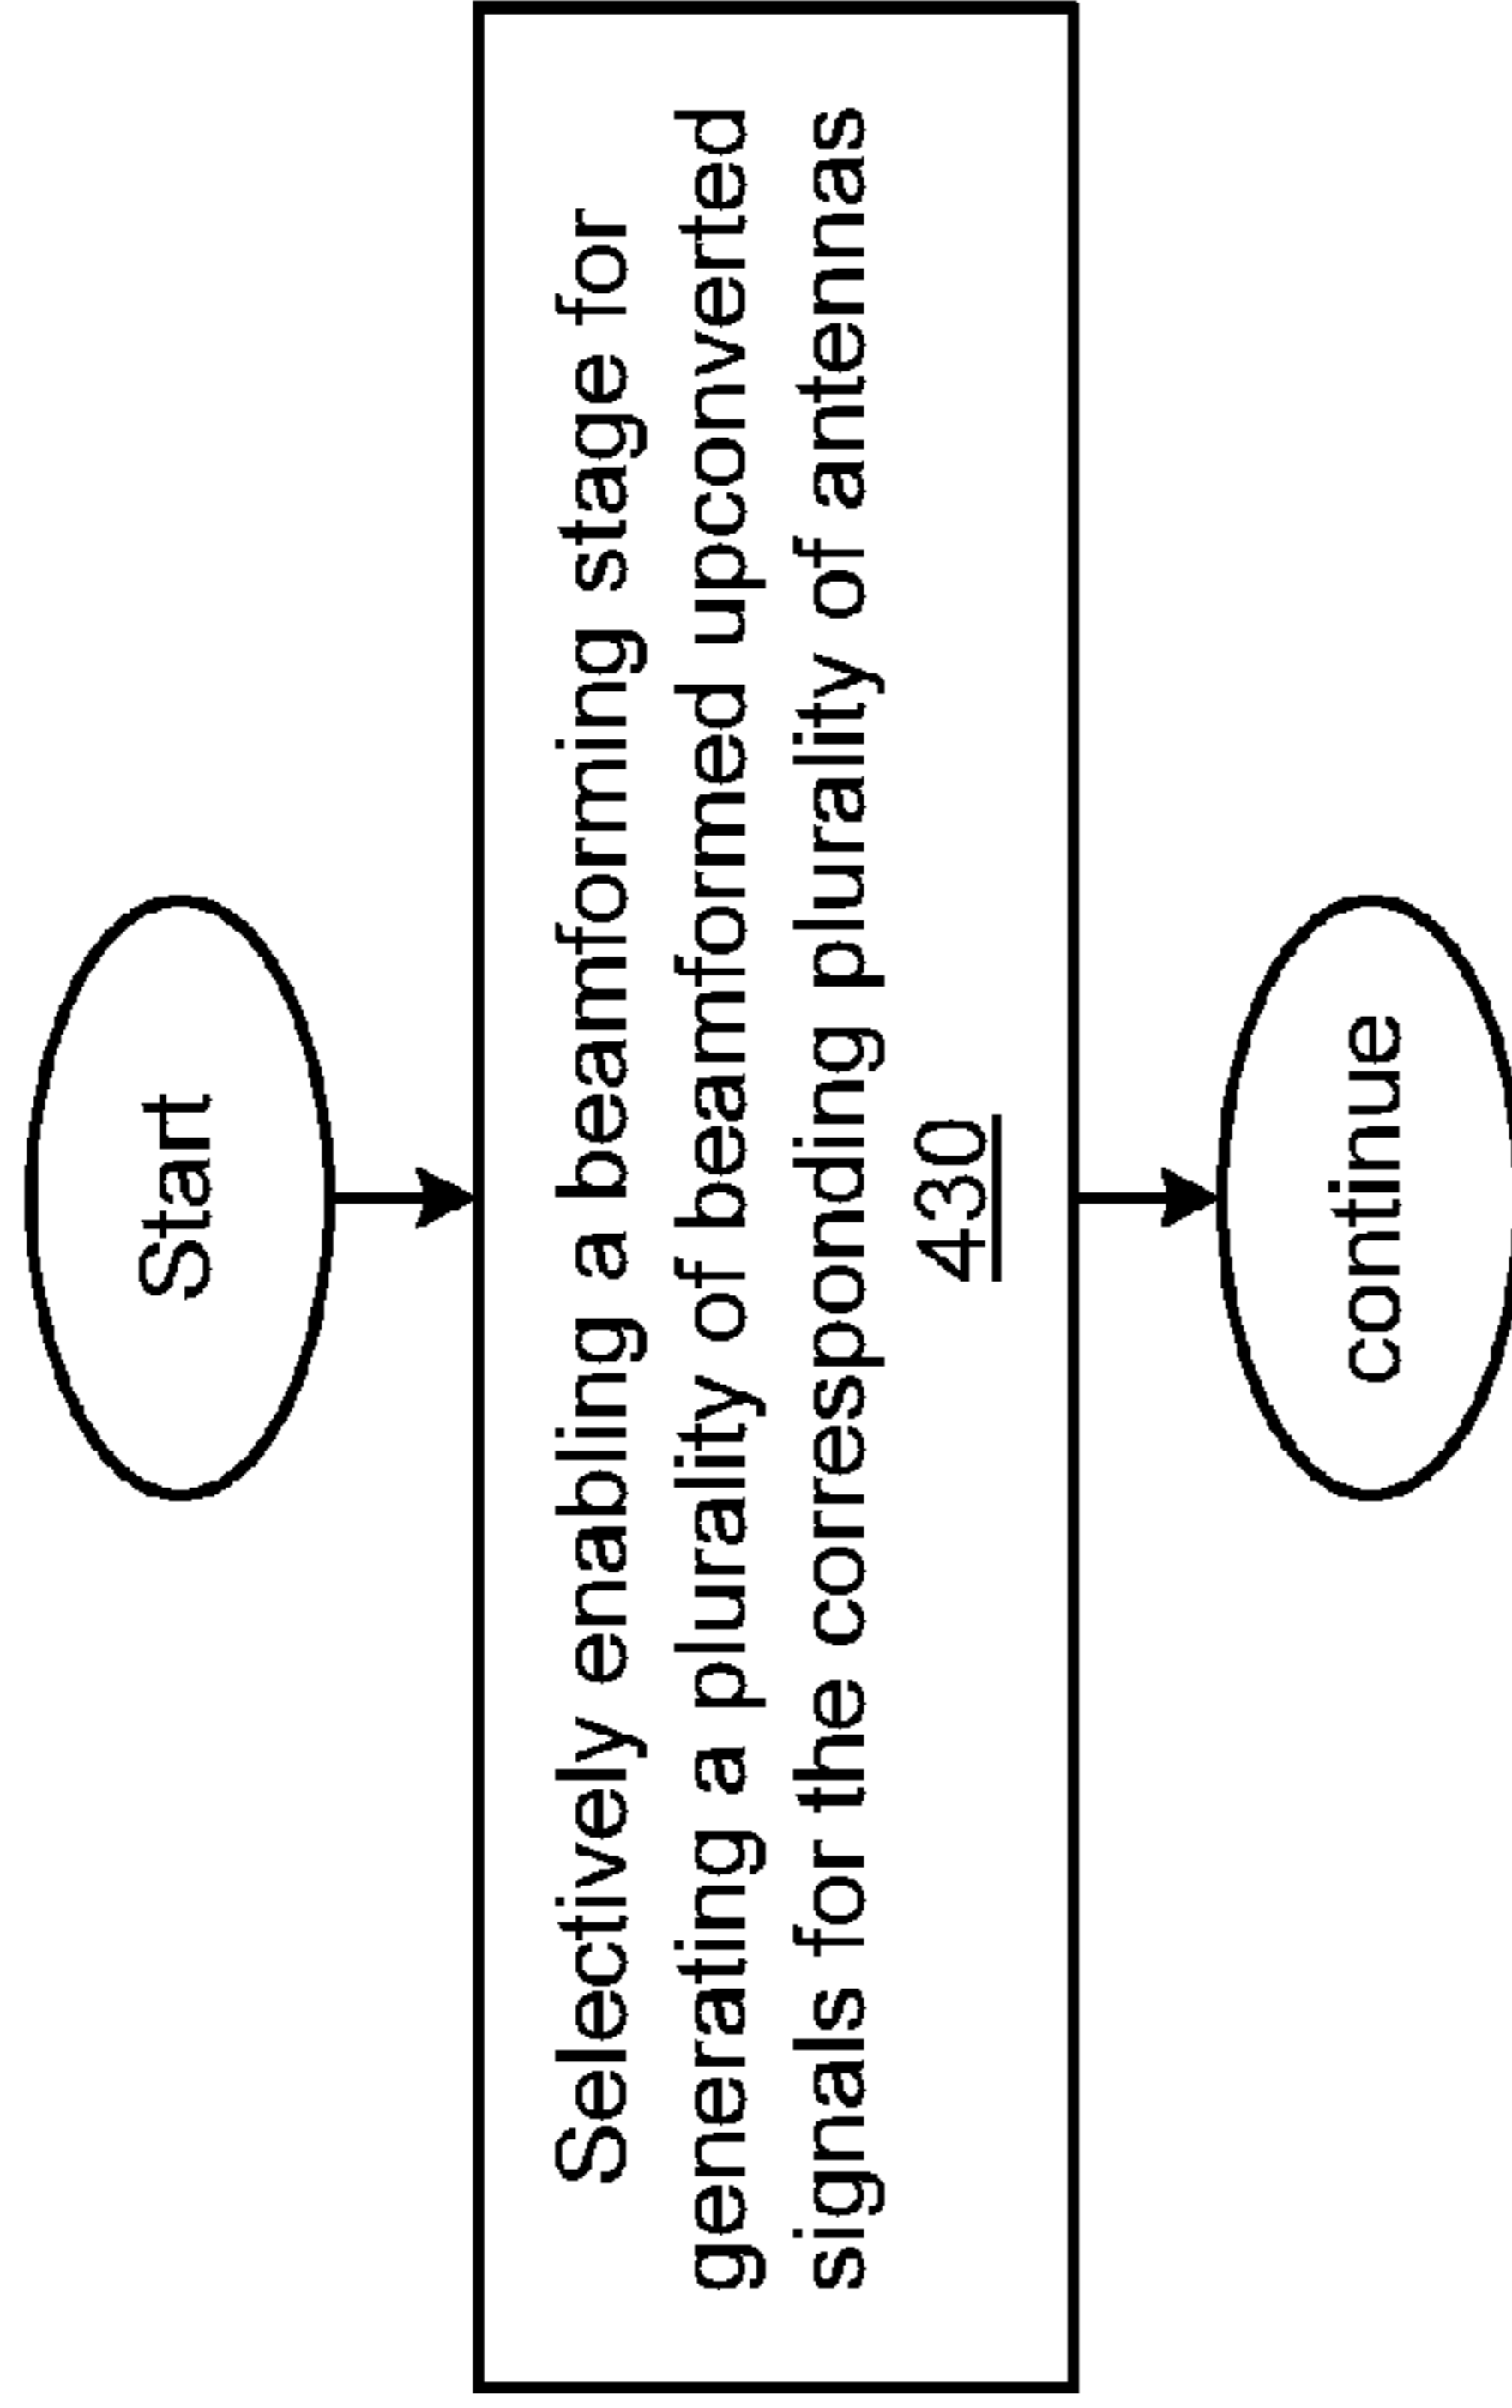 Start
Selectively enabling a beamforming stage for
generating a plurality of beamformed upconverted
signals for the corresponding plurality of antennas
430
continue